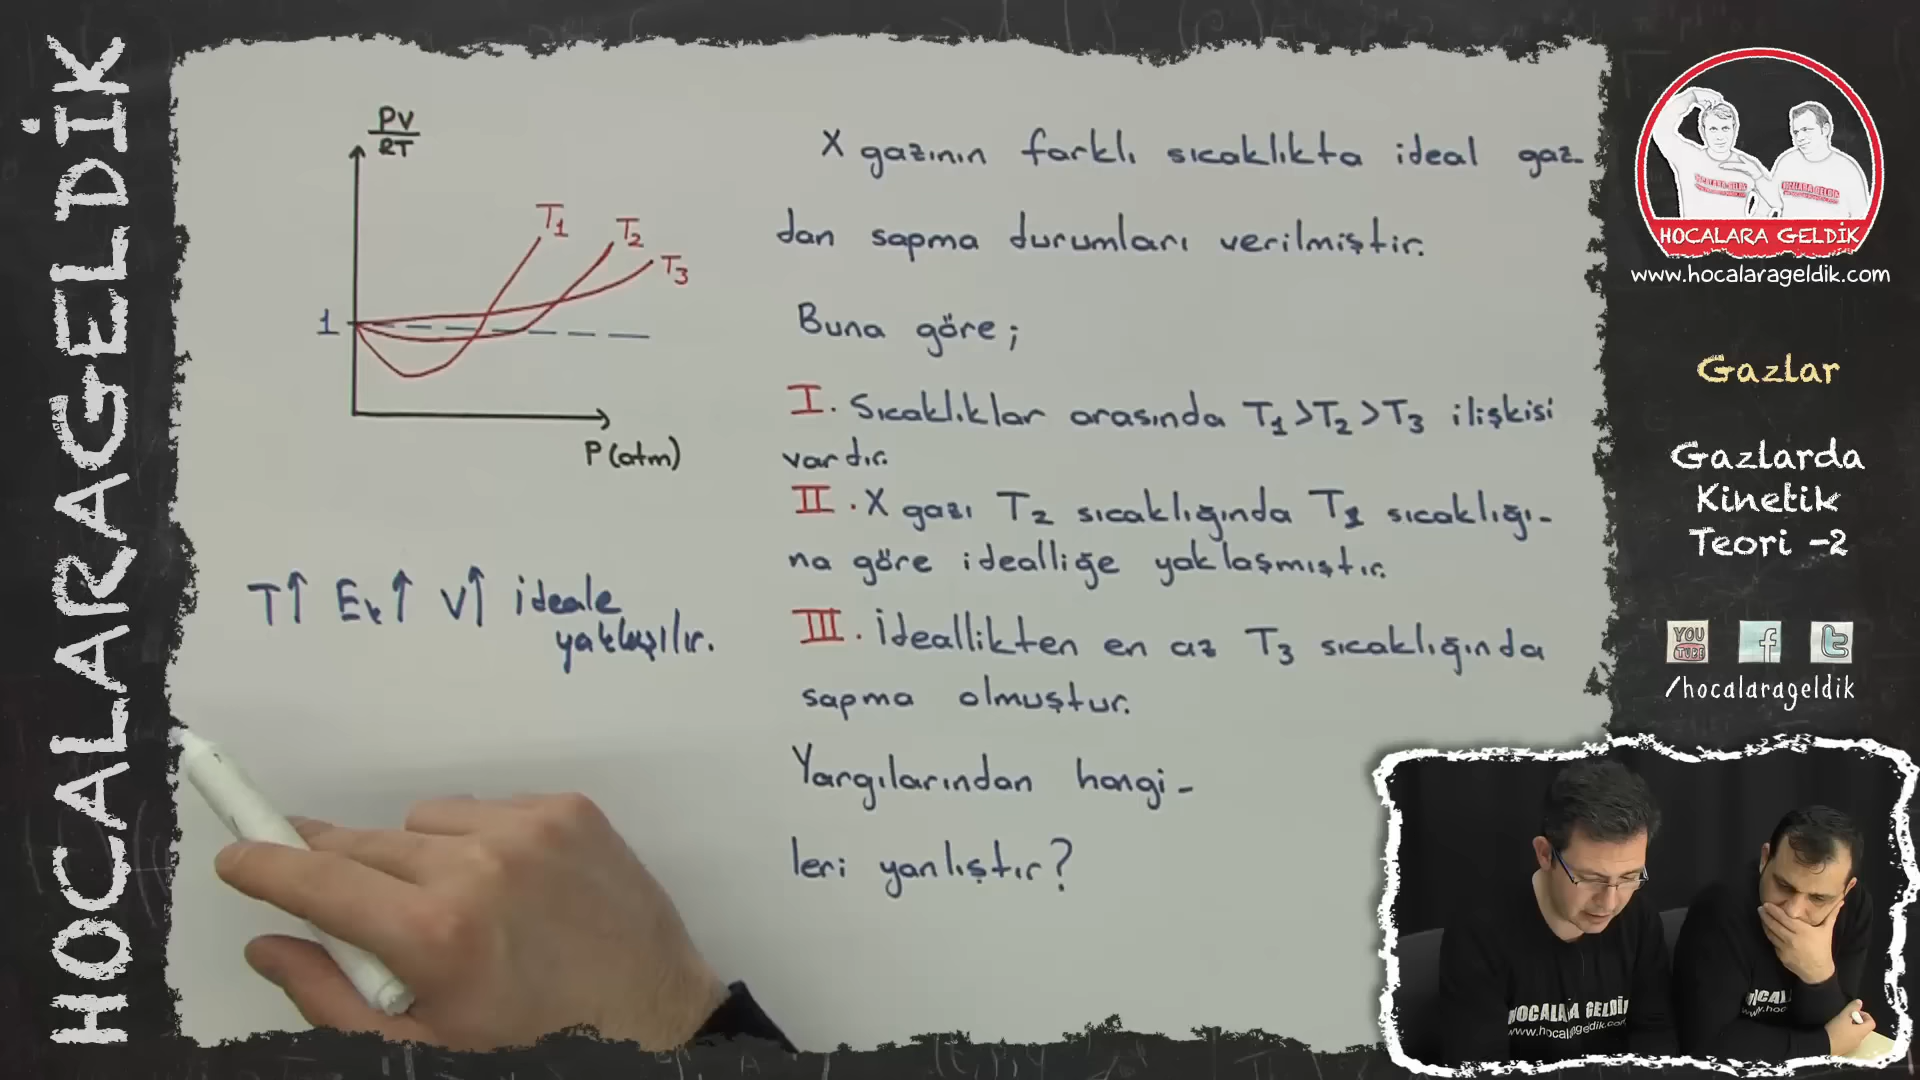 HOCALARAGELDİK
PV
RT
T1
T2
T3
1
P(atm)
T↑ Ek↑ V↑ ideale
yaklaşılır.
X gazının farklı sıcaklıkta ideal gaz-
dan sapma durumları verilmiştir.
Buna göre;
I. Sıcaklıklar arasında T1>T2>T3 ilişkisi
vardır.
II. X gazı T2 sıcaklığında T1 sıcaklığı-
na göre idealliğe yaklaşmıştır.
III. İdeallikten en az T3 sıcaklığında
sapma olmuştur.
Yargılarından hangi-
leri yanlıştır?
HOCALARA GELDİK
www.hocalarageldik.com
Gazlar
Gazlarda
Kinetik
Teori -2
YOU
TUBE
f
t
/hocalarageldik
HOCALARA GELDİK